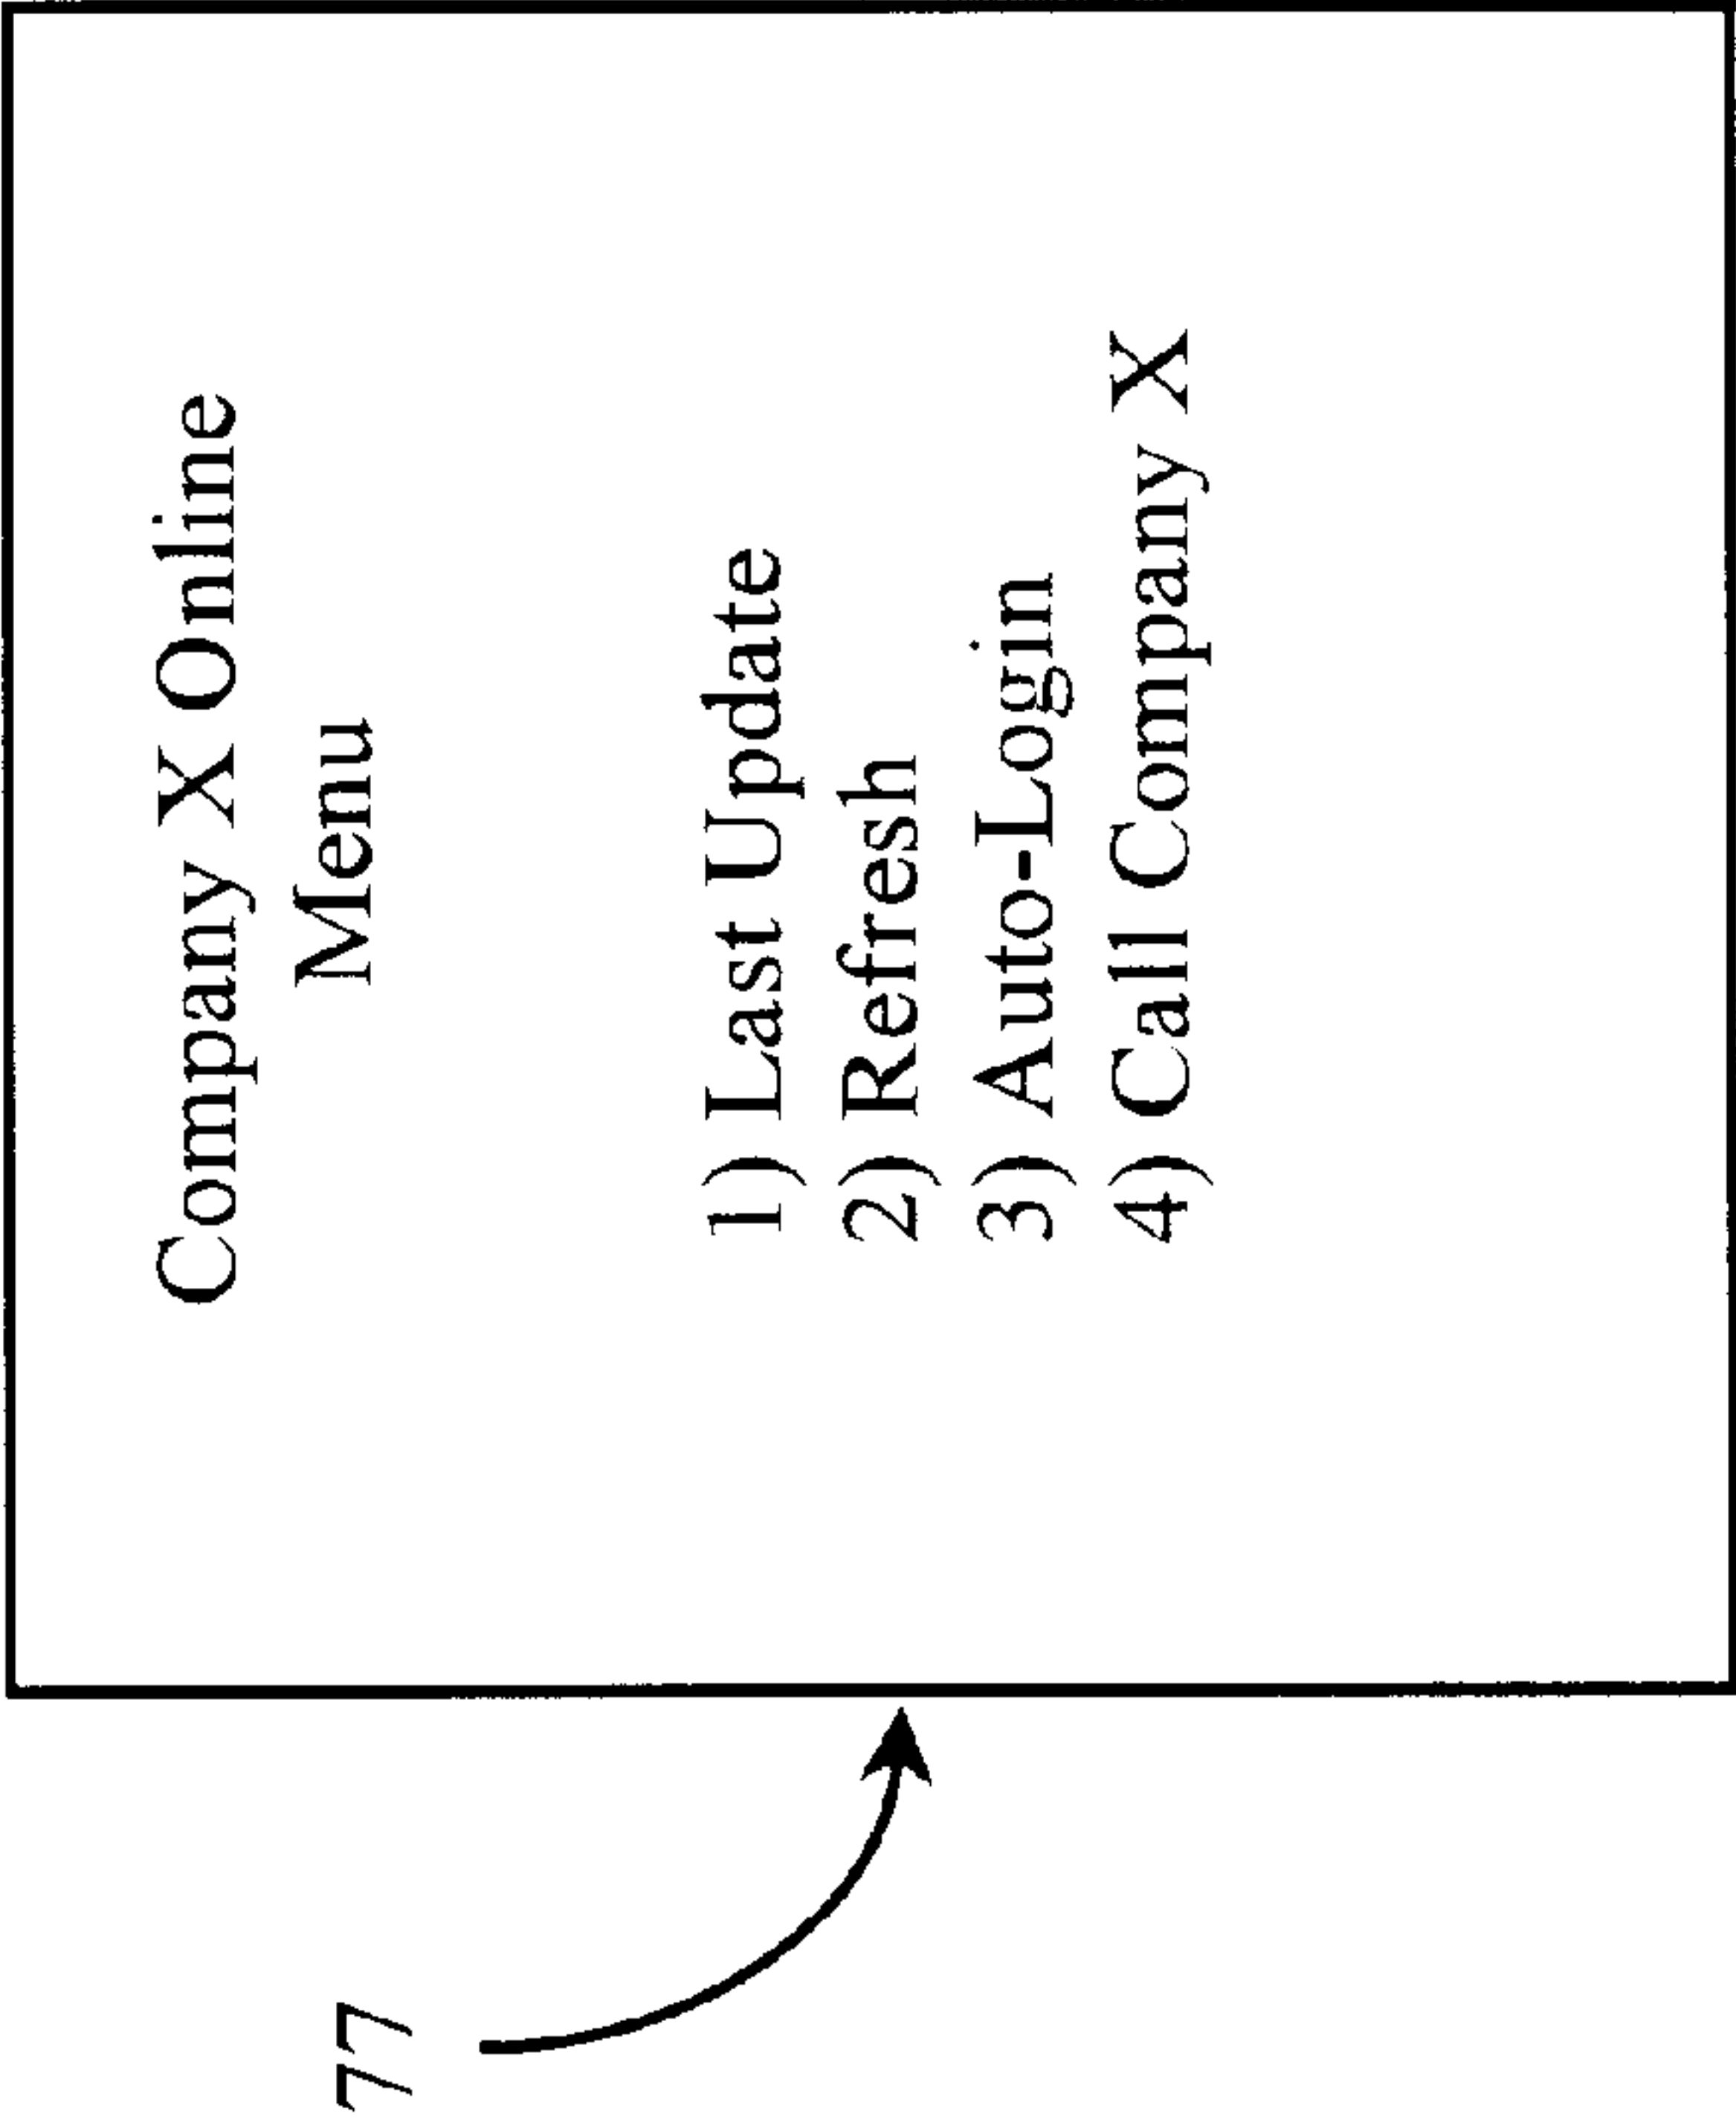 Company X Online
Menu
1) Last Update
2) Refresh
3) Auto-Login
4) Call Company X
77